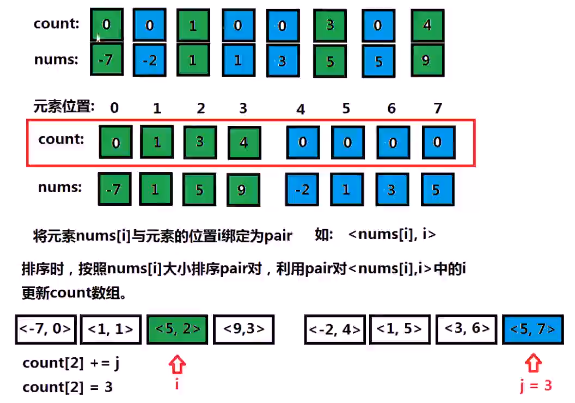 count: 0 0 1 0 0 3 0 4
nums: -7 -2 1 1 3 5 5 9
元素位置: 0 1 2 3 4 5 6 7
count: 0 1 3 4 0 0 0 0
nums: -7 1 5 9 -2 1 3 5
将元素nums[i]与元素的位置i绑定为pair 如: <nums[i], i>
排序时，按照nums[i]大小排序pair对，利用pair对<nums[i],i>中的i
更新count数组。
<-7, 0> <1, 1> <5, 2> <9,3> <-2, 4> <1, 5> <3, 6> <5, 7>
count[2] += j
count[2] = 3
i
j = 3